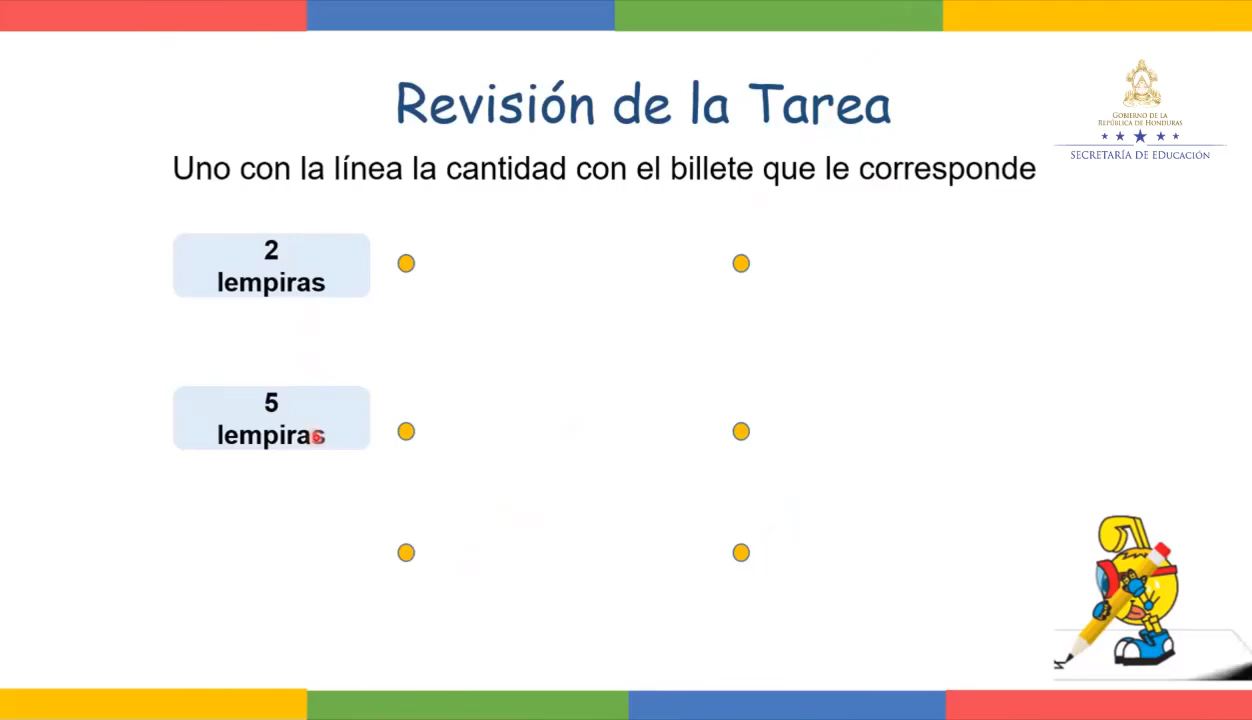 Revisión de la Tarea
GOBIERNO DE LA
REPÚBLICA DE HONDURAS
SECRETARÍA DE EDUCACIÓN
Uno con la línea la cantidad con el billete que le corresponde
2
lempiras
5
lempiras